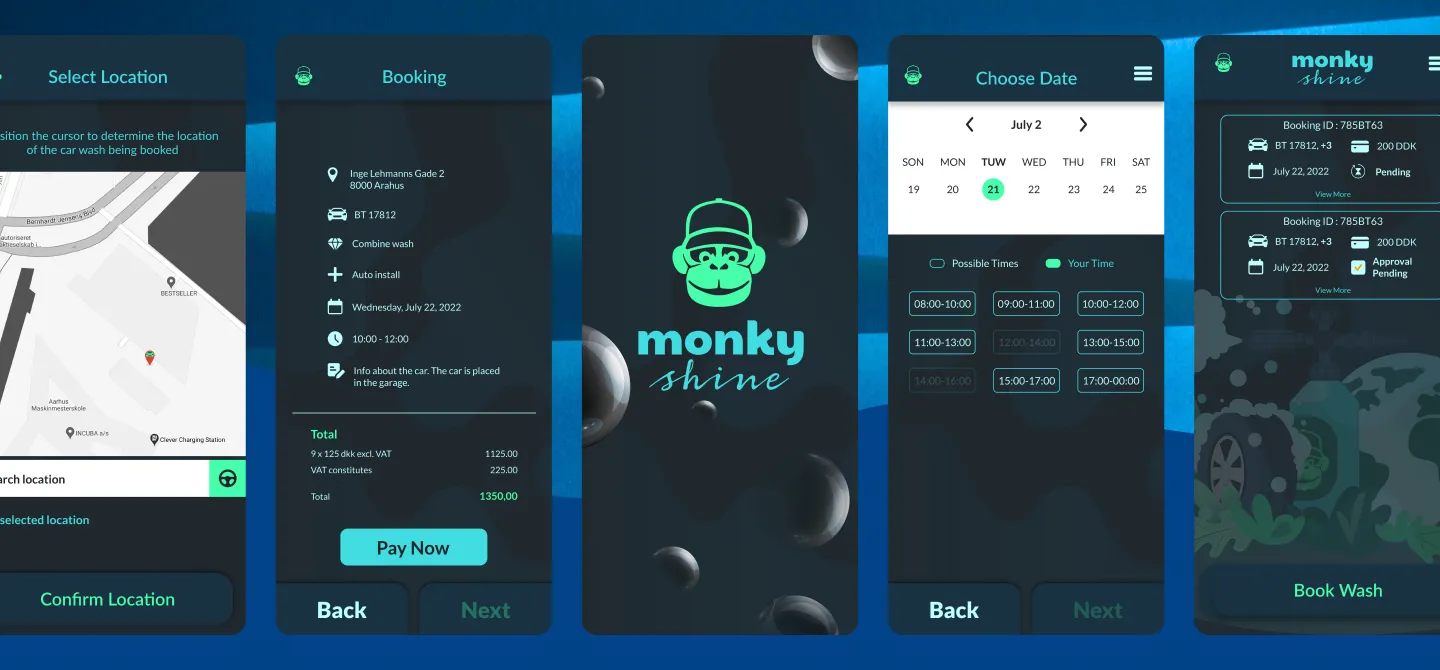 Select Location
sition the cursor to determine the location
of the car wash being booked
Bernhardt Jensens Blvd
autoriseret
BESTSELLER
Aarhus
Maskinmesterskole
INCUBA a/s
Clever Charging Station
arch location
selected location
Confirm Location
Booking
Inge Lehmanns Gade 2
8000 Arahus
BT 17812
Combine wash
Auto install
Wednesday, July 22, 2022
10:00 - 12:00
Info about the car. The car is placed
in the garage.
Total
9 x 125 dkk excl. VAT 1125.00
VAT constitutes 225.00
Total 1350,00
Pay Now
Back Next
monky
shine
Choose Date
July 2
SON MON TUW WED THU FRI SAT
19 20 21 22 23 24 25
Possible Times Your Time
08:00-10:00 09:00-11:00 10:00-12:00
11:00-13:00 12:00-14:00 13:00-15:00
14:00-16:00 15:00-17:00 17:00-00:00
Back Next
monky
shine
Booking ID : 785BT63
BT 17812, +3 200 DDK
July 22, 2022 Pending
View More
Booking ID : 785BT63
BT 17812, +3 200 DDK
July 22, 2022 Approval
Pending
View More
Book Wash